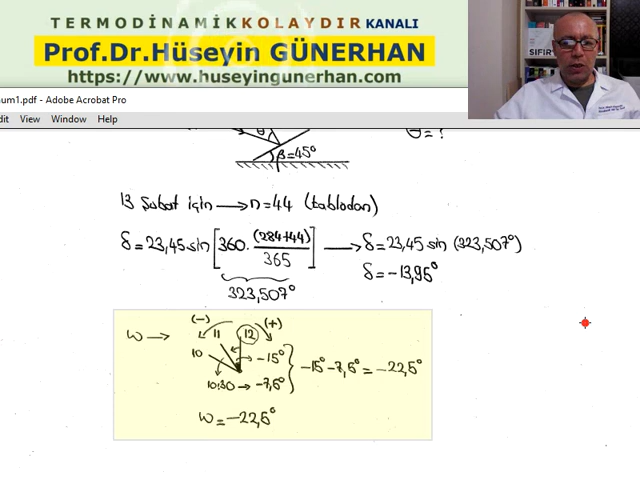 TERMODİNAMİKKOLAYDIR KANALI
Prof.Dr.Hüseyin GÜNERHAN
https://www.huseyingunerhan.com
SIFIR
um1.pdf - Adobe Acrobat Pro
dit View Window Help
θ
θ=?
β=45°
13 Şubat için → n=44 (tablodan)
δ=23,45 sin [360. (284+44)/365] → δ=23,45 sin (323,507°)
323,507°
δ=-13,95°
(-) (+)
w → 11 12
10 → -15°
-15°-7,5°=-22,5°
10:30 → -7,5°
w=-22,5°